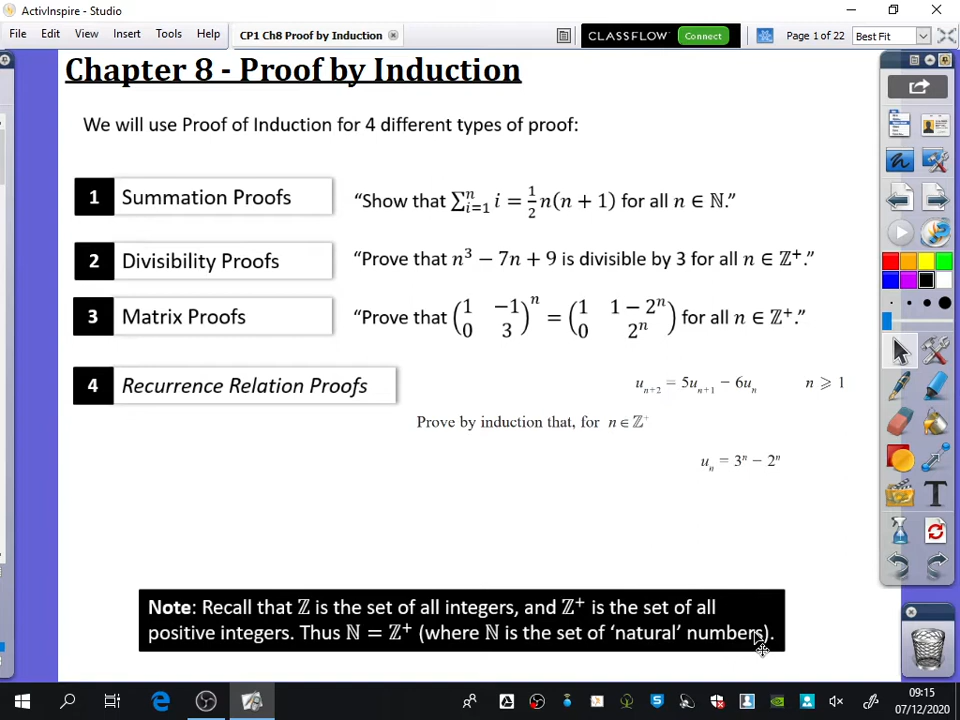 ActivInspire - Studio
File Edit View Insert Tools Help CP1 Ch8 Proof by Induction CLASSFLOW Connect Page 1 of 22 Best Fit
Chapter 8 - Proof by Induction
We will use Proof of Induction for 4 different types of proof:
1 Summation Proofs “Show that ∑ⁿᵢ₌₁ i = 1/2 n(n + 1) for all n ∈ ℕ.”
2 Divisibility Proofs “Prove that n³ − 7n + 9 is divisible by 3 for all n ∈ ℤ⁺.”
3 Matrix Proofs “Prove that (1 −1 0 3)ⁿ = (1 1 − 2ⁿ 0 2ⁿ) for all n ∈ ℤ⁺.”
4 Recurrence Relation Proofs uₙ₊₂ = 5uₙ₊₁ − 6uₙ n ⩾ 1
Prove by induction that, for n ∈ ℤ⁺
uₙ = 3ⁿ − 2ⁿ
Note: Recall that ℤ is the set of all integers, and ℤ⁺ is the set of all
positive integers. Thus ℕ = ℤ⁺ (where ℕ is the set of ‘natural’ numbers).
09:15
07/12/2020